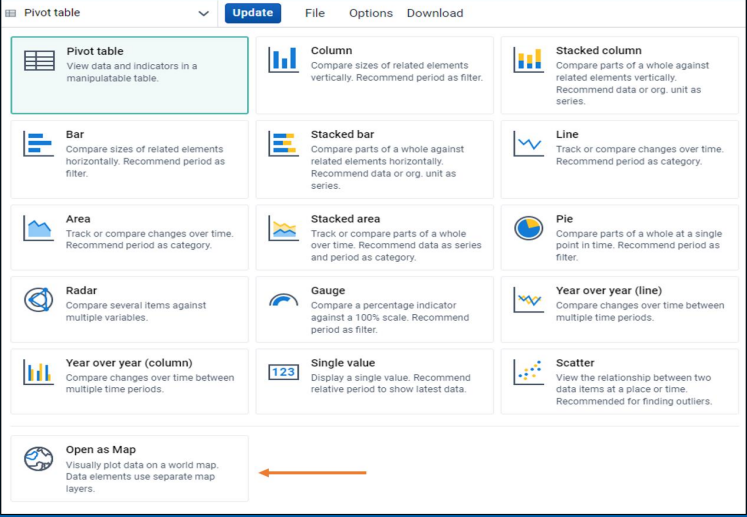 Pivot table
Update
File
Options
Download
Pivot table
View data and indicators in a
manipulatable table.
Column
Compare sizes of related elements
vertically. Recommend period as filter.
Stacked column
Compare parts of a whole against
related elements vertically.
Recommend data or org. unit as
series.
Bar
Compare sizes of related elements
horizontally. Recommend period as
filter.
Stacked bar
Compare parts of a whole against
related elements horizontally.
Recommend data or org. unit as
series.
Line
Track or compare changes over time.
Recommend period as category.
Area
Track or compare changes over time.
Recommend period as category.
Stacked area
Track or compare parts of a whole
over time. Recommend data as series
and period as category.
Pie
Compare parts of a whole at a single
point in time. Recommend period as
filter.
Radar
Compare several items against
multiple variables.
Gauge
Compare a percentage indicator
against a 100% scale. Recommend
period as filter.
Year over year (line)
Compare changes over time between
multiple time periods.
Year over year (column)
Compare changes over time between
multiple time periods.
123
Single value
Display a single value. Recommend
relative period to show latest data.
Scatter
View the relationship between two
data items at a place or time.
Recommended for finding outliers.
Open as Map
Visually plot data on a world map.
Data elements use separate map
layers.